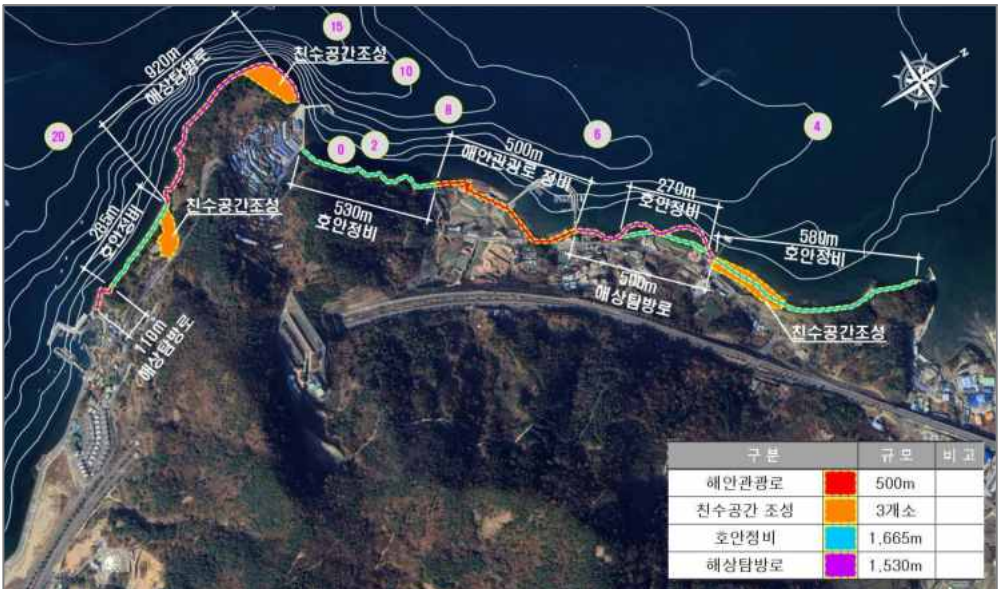 15
친수공간조성
920m
해상탐방로
10
N
20
8
6
4
0
2
500m
해안관광로 정비
270m
호안정비
친수공간조성
285m
호안정비
530m
호안정비
580m
호안정비
500m
해상탐방로
110m
해상탐방로
친수공간조성
구 분 규 모 비 고
해안관광로 500m
친수공간 조성 3개소
호안정비 1,665m
해상탐방로 1,530m